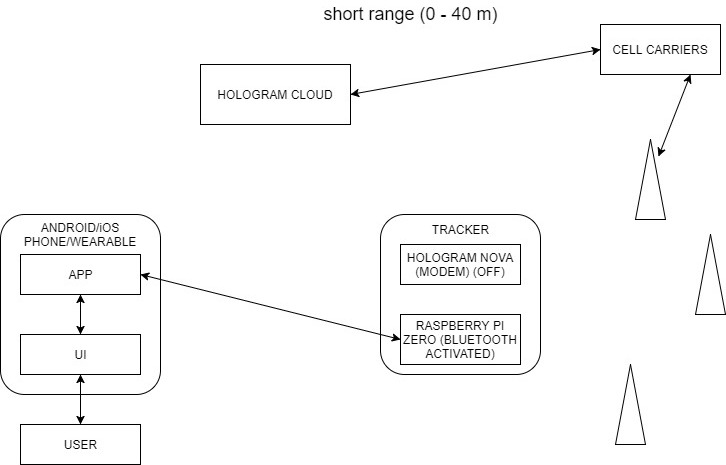 short range (0 - 40 m)
CELL CARRIERS
HOLOGRAM CLOUD
ANDROID/iOS
PHONE/WEARABLE
APP
UI
USER
TRACKER
HOLOGRAM NOVA
(MODEM) (OFF)
RASPBERRY PI
ZERO (BLUETOOTH
ACTIVATED)